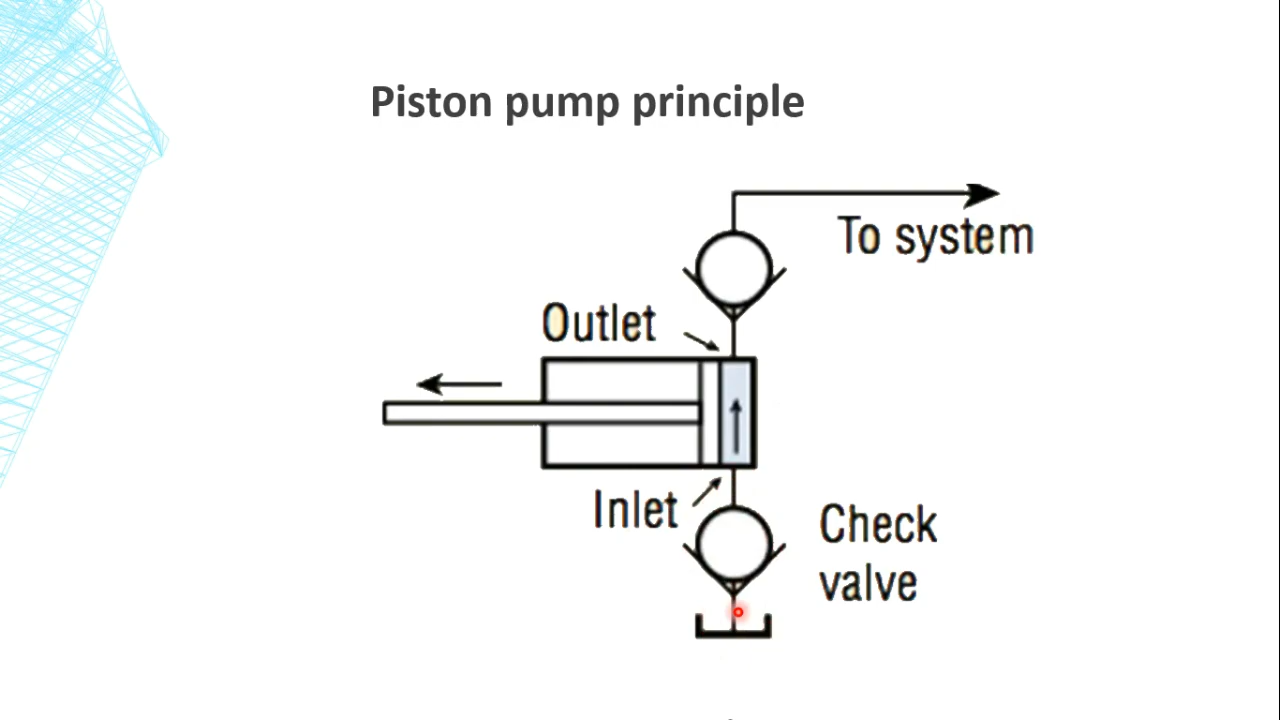 Piston pump principle
To system
Outlet
Inlet
Check
valve